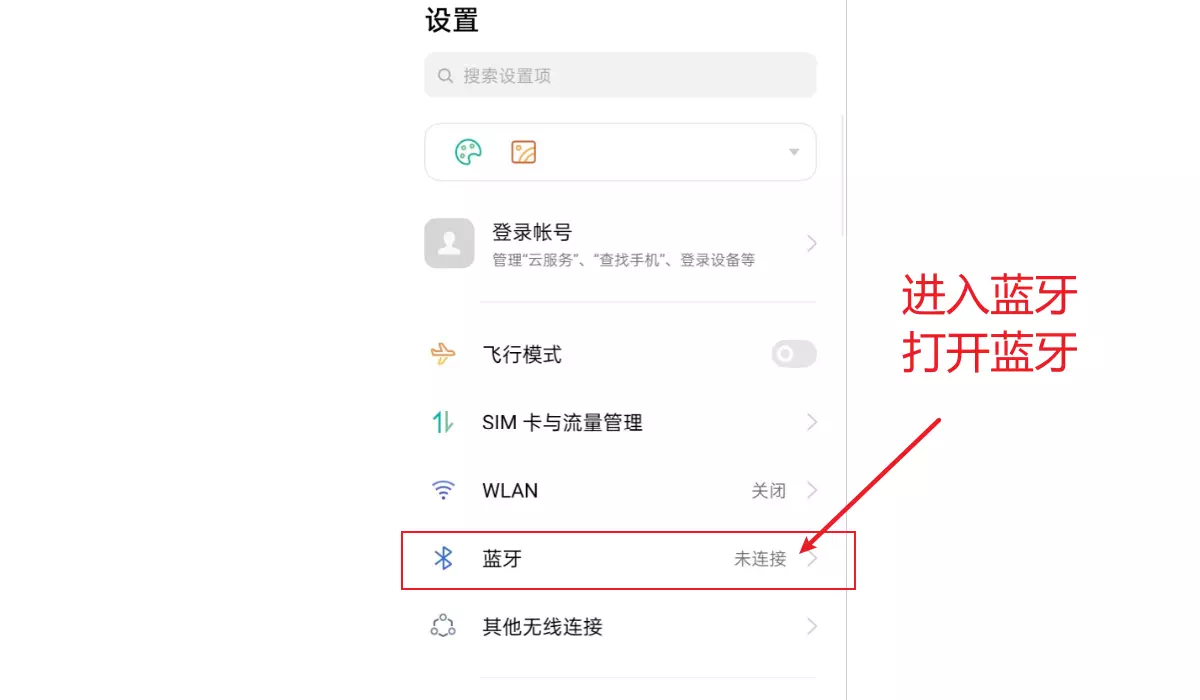 设置
搜索设置项
登录帐号
管理“云服务”、“查找手机”、登录设备等
进入蓝牙
打开蓝牙
飞行模式
SIM 卡与流量管理
WLAN 关闭
蓝牙 未连接
其他无线连接